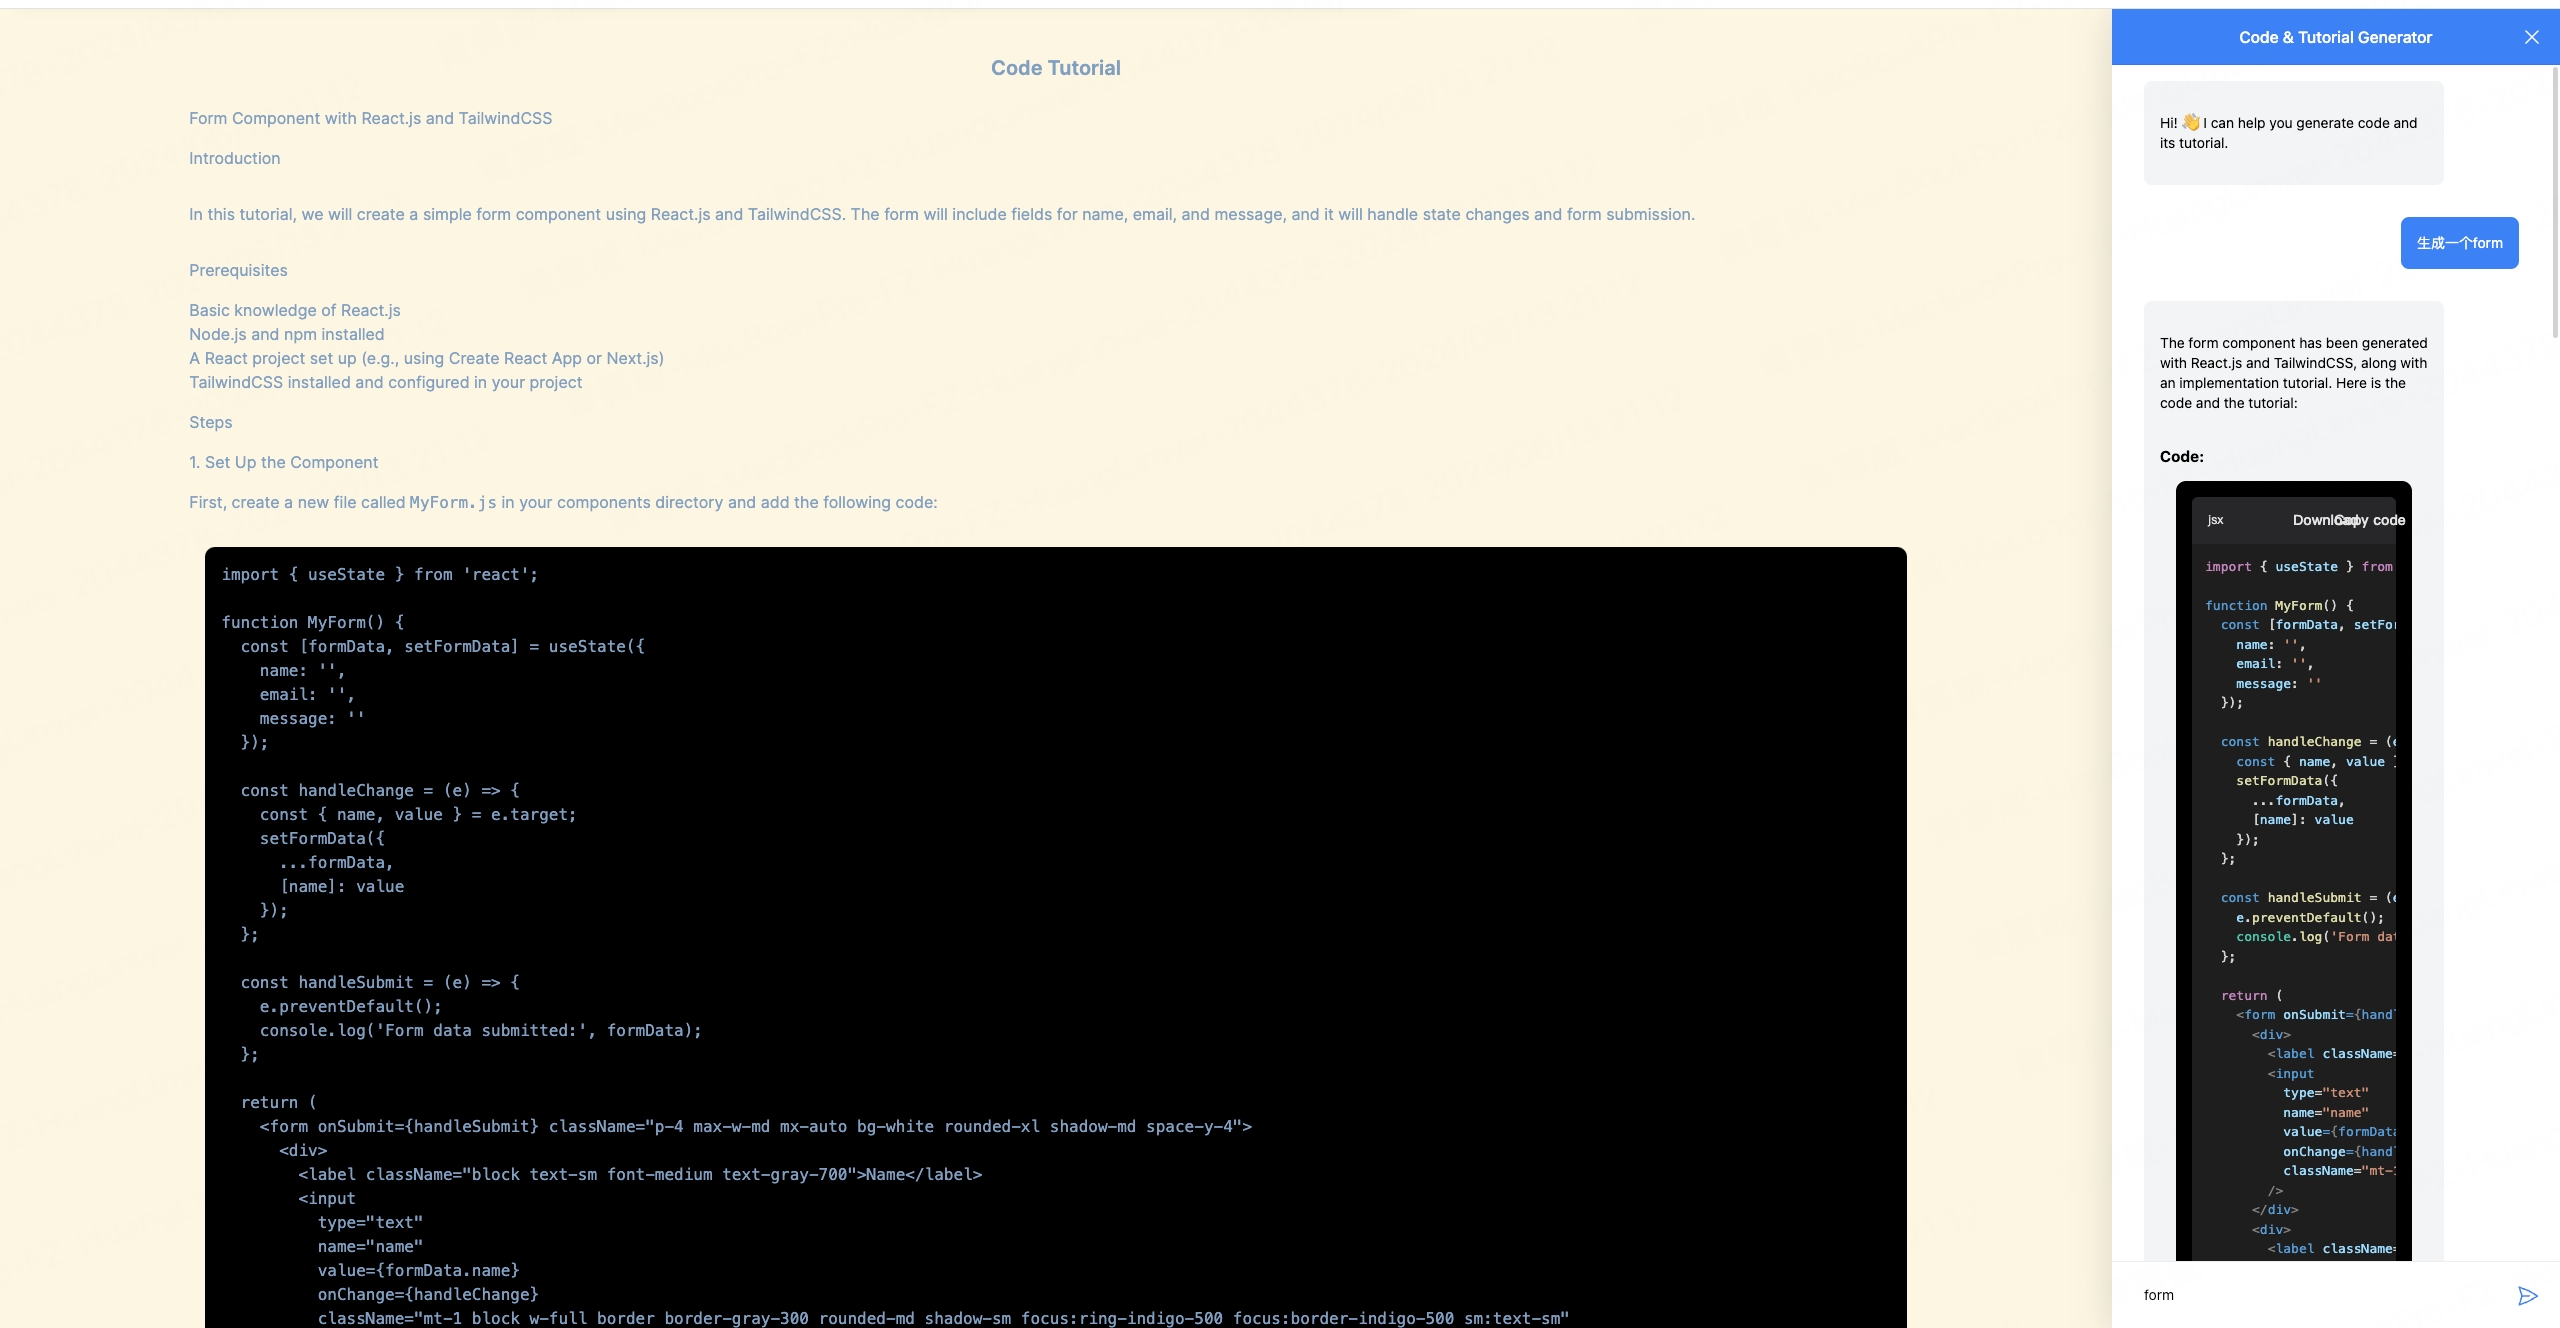 Code Tutorial
Form Component with React.js and TailwindCSS
Introduction
In this tutorial, we will create a simple form component using React.js and TailwindCSS. The form will include fields for name, email, and message, and it will handle state changes and form submission.
Prerequisites
Basic knowledge of React.js
Node.js and npm installed
A React project set up (e.g., using Create React App or Next.js)
TailwindCSS installed and configured in your project
Steps
1. Set Up the Component
First, create a new file called MyForm.js in your components directory and add the following code:
import { useState } from 'react';
function MyForm() {
  const [formData, setFormData] = useState({
    name: '',
    email: '',
    message: ''
  });
  const handleChange = (e) => {
    const { name, value } = e.target;
    setFormData({
      ...formData,
      [name]: value
    });
  };
  const handleSubmit = (e) => {
    e.preventDefault();
    console.log('Form data submitted:', formData);
  };
  return (
    <form onSubmit={handleSubmit} className="p-4 max-w-md mx-auto bg-white rounded-xl shadow-md space-y-4">
      <div>
        <label className="block text-sm font-medium text-gray-700">Name</label>
        <input
          type="text"
          name="name"
          value={formData.name}
          onChange={handleChange}
          className="mt-1 block w-full border border-gray-300 rounded-md shadow-sm focus:ring-indigo-500 focus:border-indigo-500 sm:text-sm"
Code & Tutorial Generator
Hi! 👋 I can help you generate code and
its tutorial.
生成一个form
The form component has been generated
with React.js and TailwindCSS, along with
an implementation tutorial. Here is the
code and the tutorial:
Code:
jsx Download Copy code
import { useState } from
function MyForm() {
  const [formData, setFor
    name: '',
    email: '',
    message: ''
  });
  const handleChange = (e
    const { name, value }
    setFormData({
      ...formData,
      [name]: value
    });
  };
  const handleSubmit = (e
    e.preventDefault();
    console.log('Form dat
  };
  return (
    <form onSubmit={handl
      <div>
        <label className=
        <input
          type="text"
          name="name"
          value={formData
          onChange={handl
          className="mt-1
        />
      </div>
      <div>
        <label className=
form